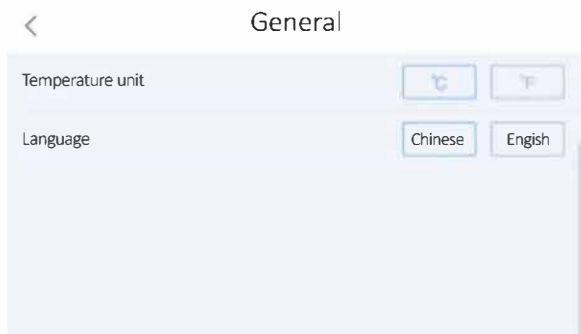 General
Temperature unit ℃ ℉
Language Chinese Engish